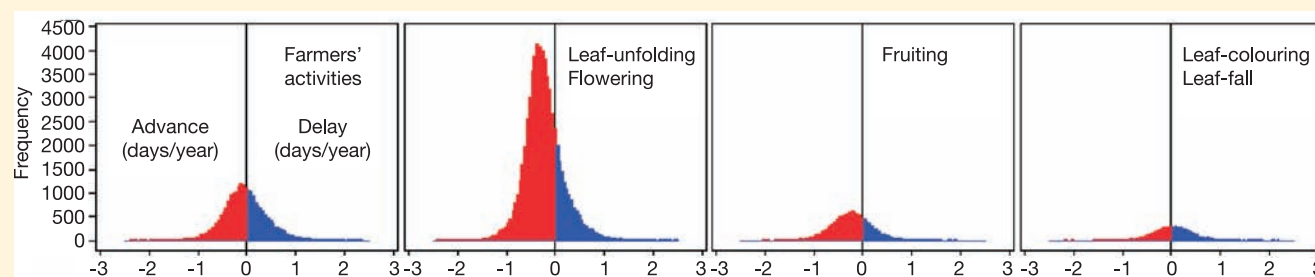 4500
4000
3500
3000
2500
2000
1500
1000
500
0
Frequency
Advance
(days/year)
Farmers’
activities
Delay
(days/year)
-3 -2 -1 0 1 2 3
Leaf-unfolding
Flowering
-3 -2 -1 0 1 2 3
Fruiting
-3 -2 -1 0 1 2 3
Leaf-colouring
Leaf-fall
-3 -2 -1 0 1 2 3